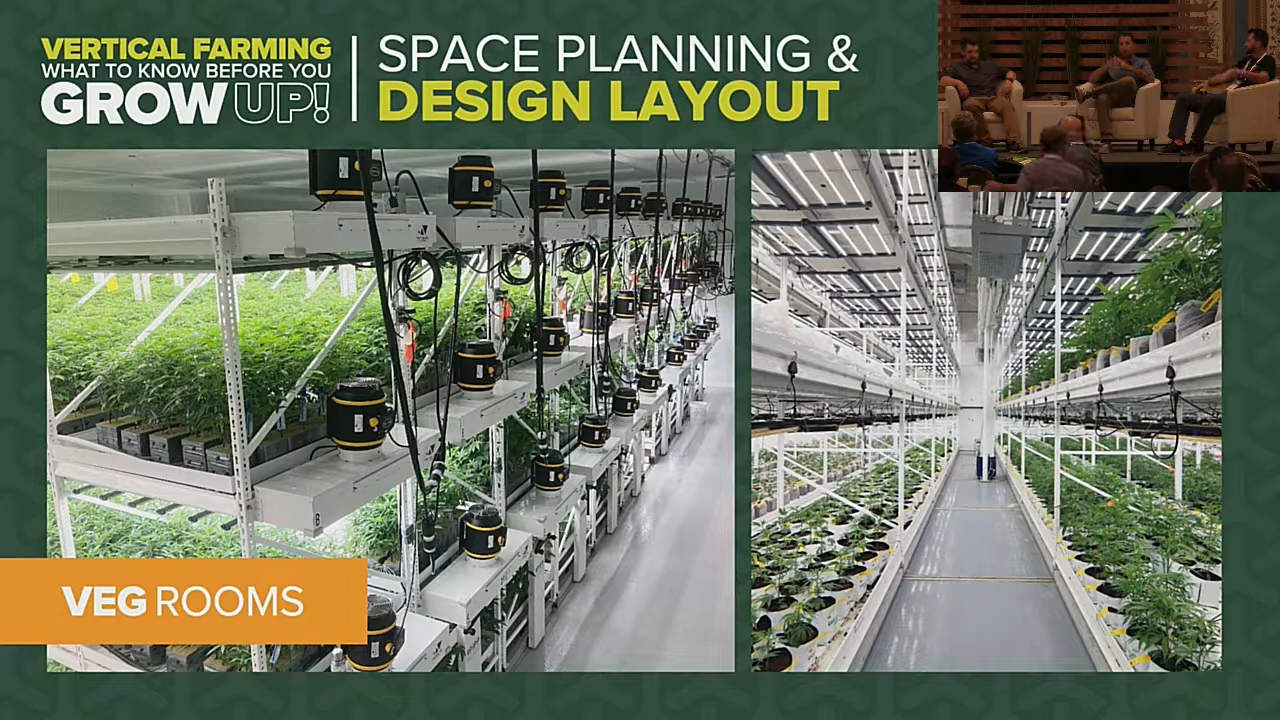 VERTICAL FARMING
WHAT TO KNOW BEFORE YOU
GROW UP!
SPACE PLANNING &
DESIGN LAYOUT
VEG ROOMS